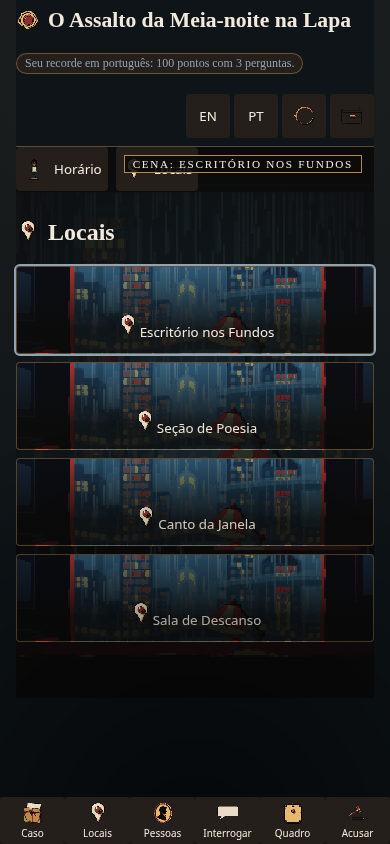 O Assalto da Meia-noite na Lapa
Seu recorde em português: 100 pontos com 3 perguntas.
EN
PT
Horário
Locais
CENA: ESCRITÓRIO NOS FUNDOS
Locais
Escritório nos Fundos
Seção de Poesia
Canto da Janela
Sala de Descanso
Caso
Locais
Pessoas
Interrogar
Quadro
Acusar